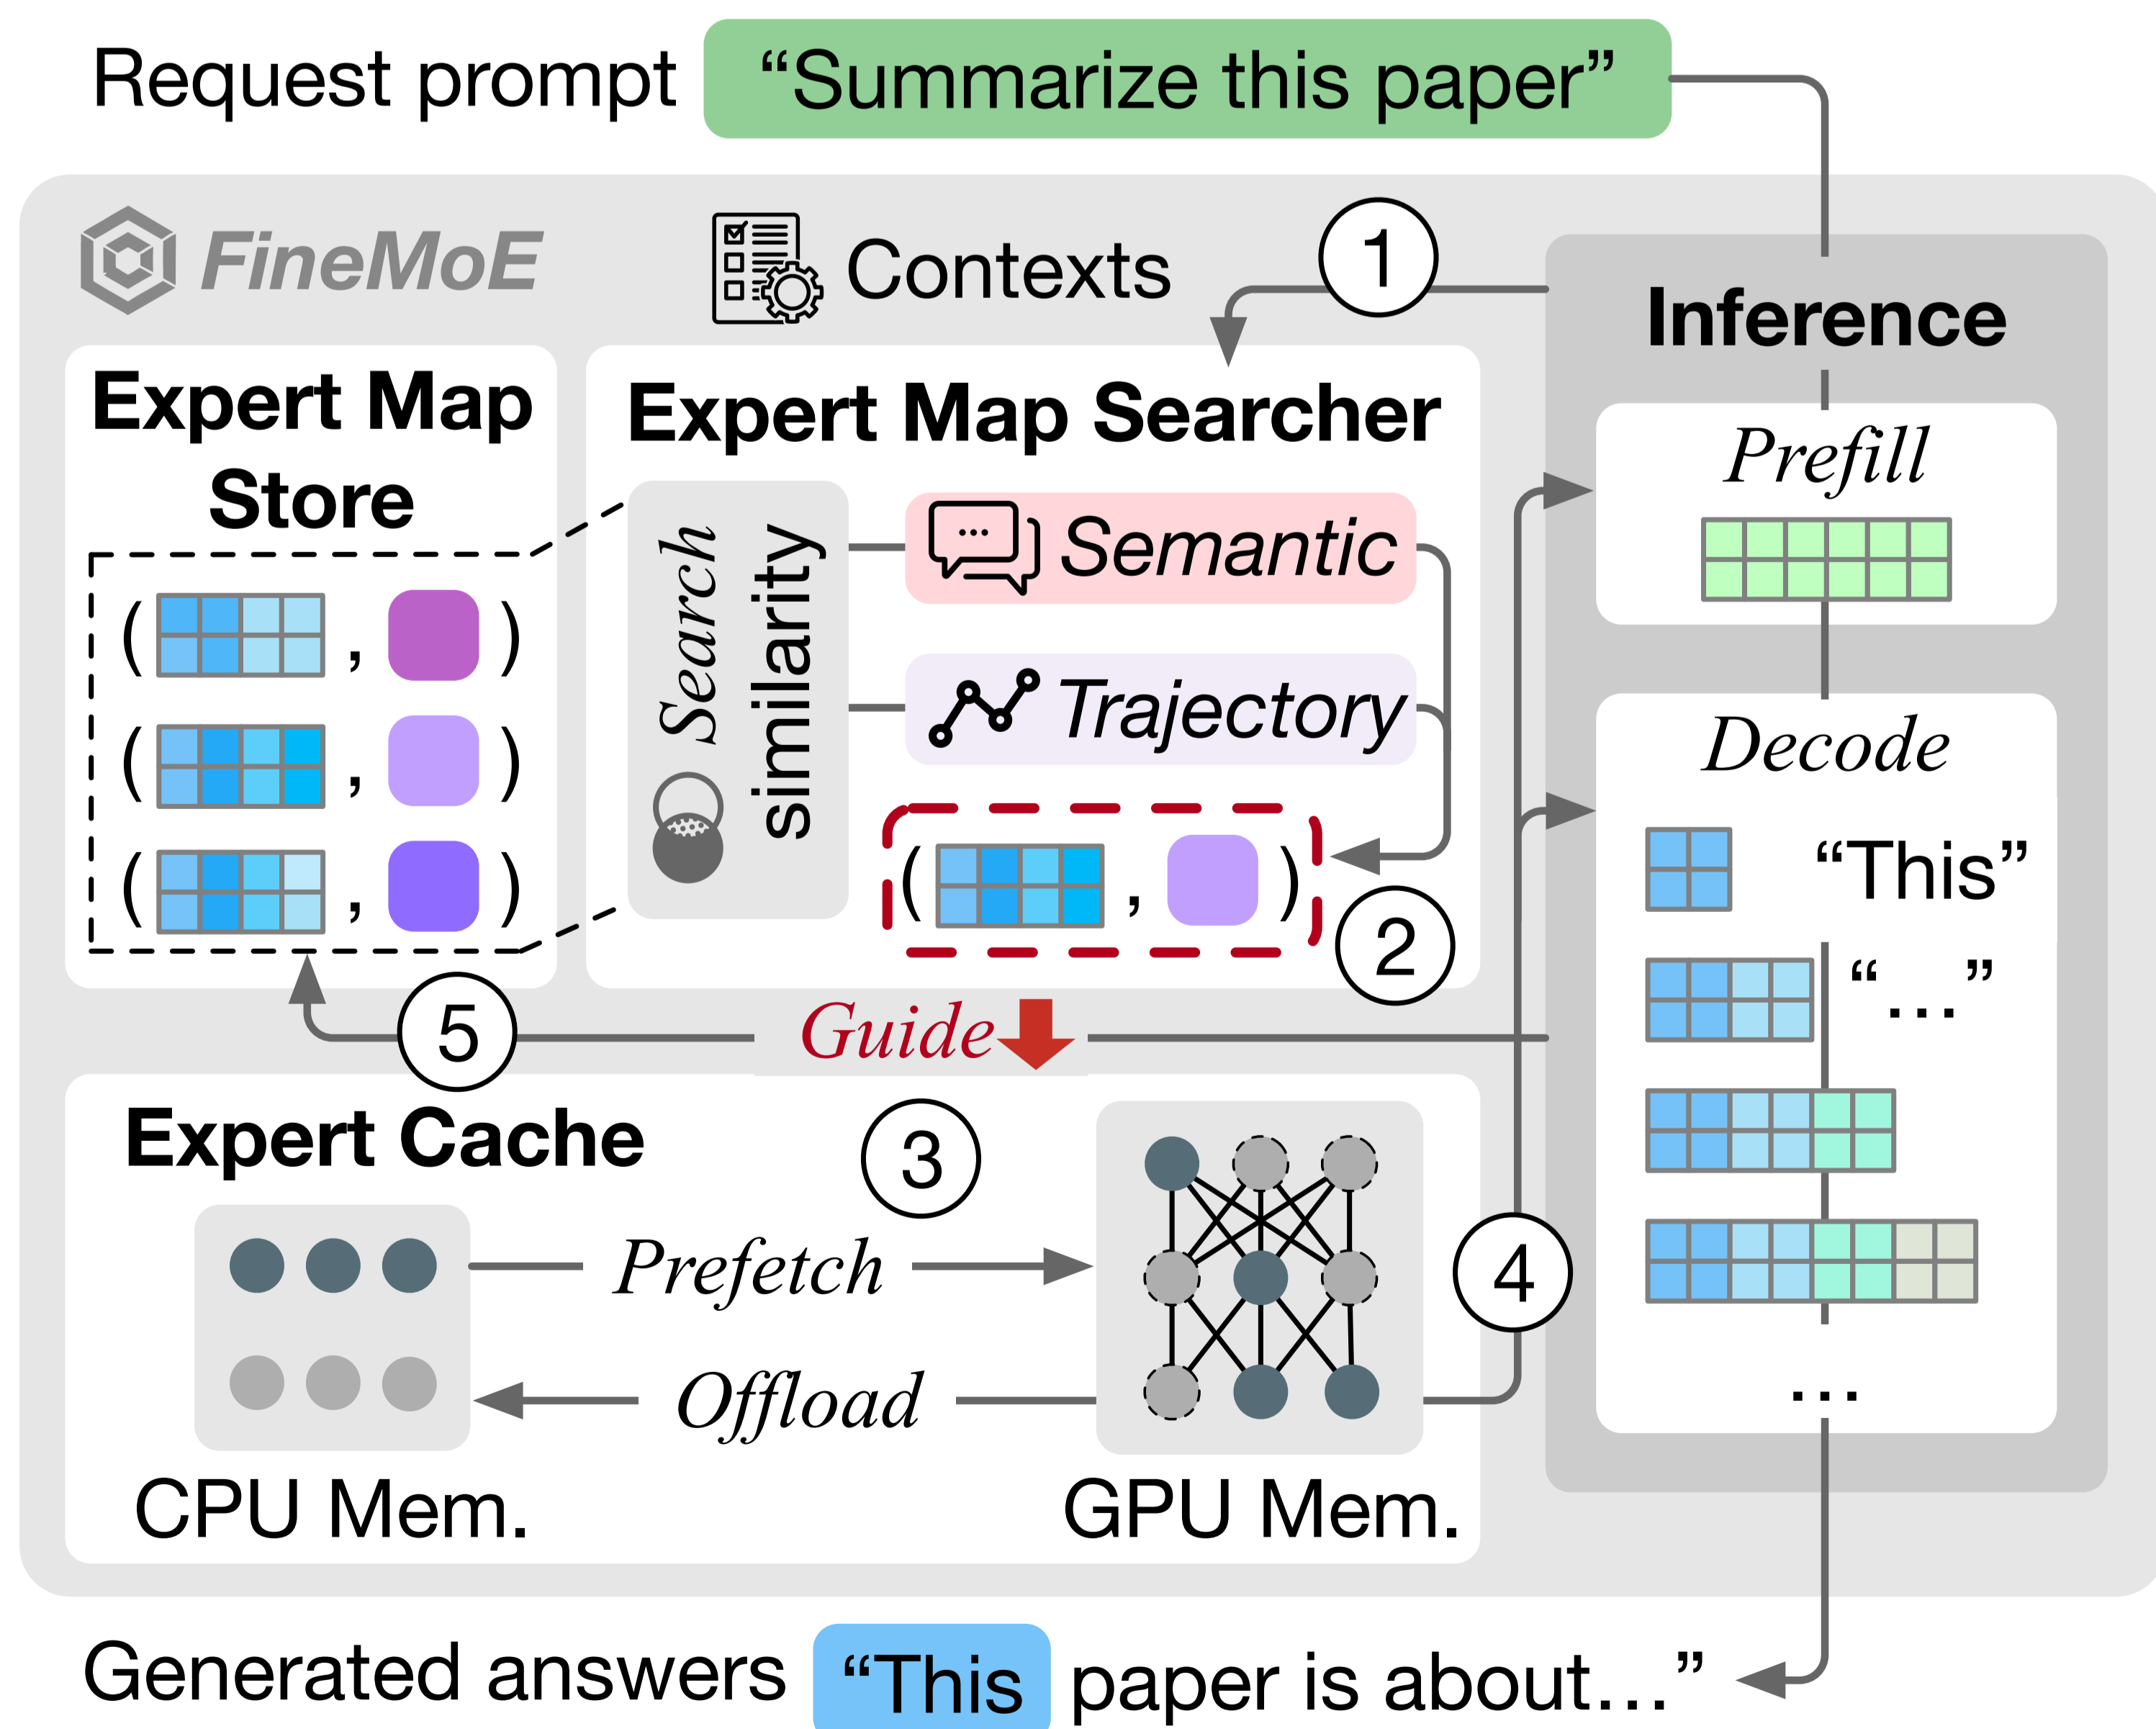 Request prompt “Summarize this paper”
FineMoE
Contexts
1
Inference
Expert Map
Store
( , )
( , )
( , )
Expert Map Searcher
Search
similarity
Semantic
Trajectory
( , )
2
Prefill
Decode
“This”
“...”
...
5
Guide
Expert Cache
3
Prefetch
Offload
4
CPU Mem.
GPU Mem.
Generated answers “This paper is about...”